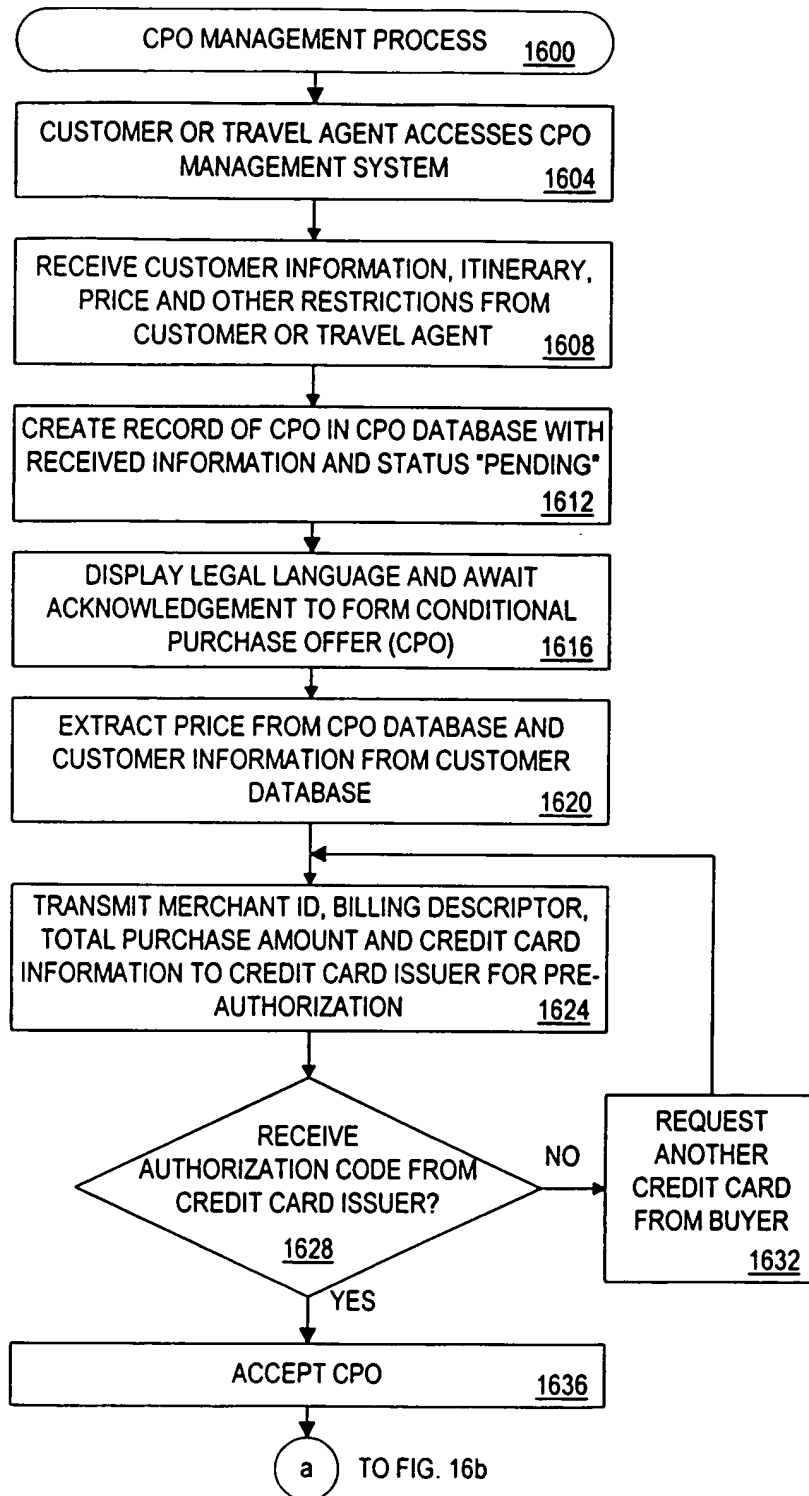 CPO MANAGEMENT PROCESS 1600
CUSTOMER OR TRAVEL AGENT ACCESSES CPO
MANAGEMENT SYSTEM
1604
RECEIVE CUSTOMER INFORMATION, ITINERARY,
PRICE AND OTHER RESTRICTIONS FROM
CUSTOMER OR TRAVEL AGENT
1608
CREATE RECORD OF CPO IN CPO DATABASE WITH
RECEIVED INFORMATION AND STATUS "PENDING"
1612
DISPLAY LEGAL LANGUAGE AND AWAIT
ACKNOWLEDGEMENT TO FORM CONDITIONAL
PURCHASE OFFER (CPO)
1616
EXTRACT PRICE FROM CPO DATABASE AND
CUSTOMER INFORMATION FROM CUSTOMER
DATABASE
1620
TRANSMIT MERCHANT ID, BILLING DESCRIPTOR,
TOTAL PURCHASE AMOUNT AND CREDIT CARD
INFORMATION TO CREDIT CARD ISSUER FOR PRE-
AUTHORIZATION
1624
RECEIVE
AUTHORIZATION CODE FROM
CREDIT CARD ISSUER?
1628
NO
REQUEST
ANOTHER
CREDIT CARD
FROM BUYER
1632
YES
ACCEPT CPO 1636
a TO FIG. 16b